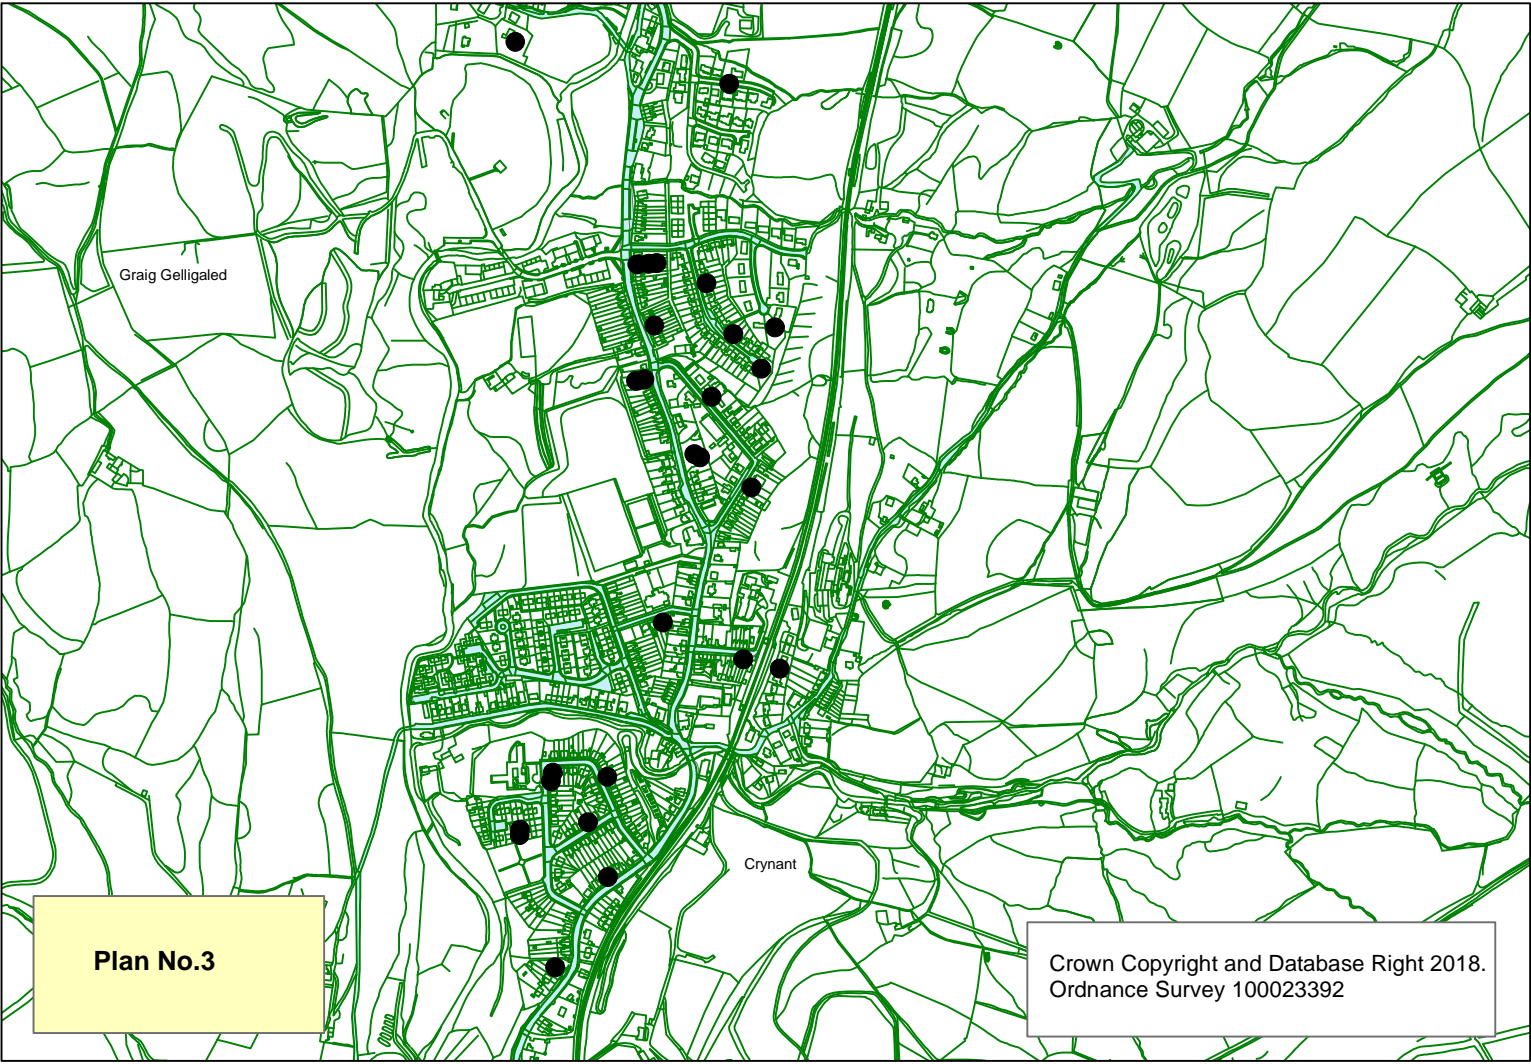 Graig Gelligaled
Crynant
Plan No.3
Crown Copyright and Database Right 2018.
Ordnance Survey 100023392